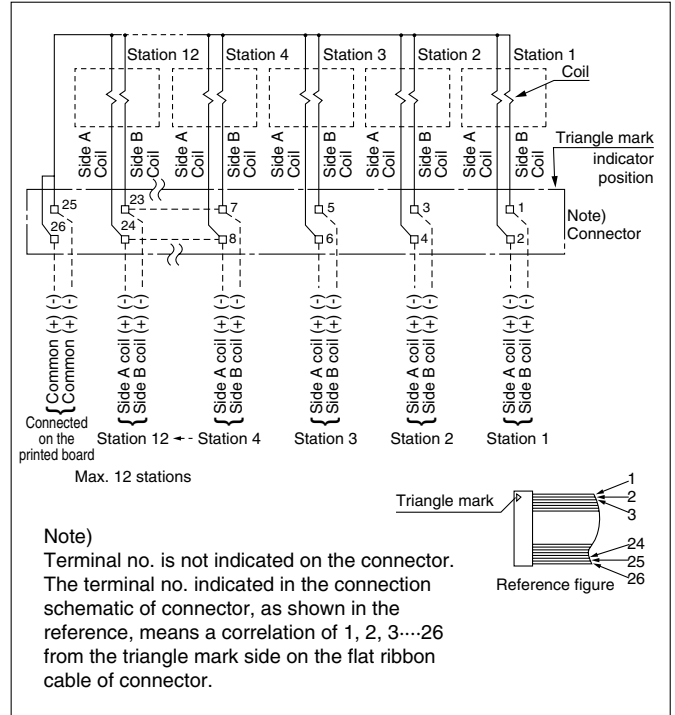 Station 12 Station 4 Station 3 Station 2 Station 1
Coil
Side A Coil Side B Coil Side A Coil Side B Coil Side A Coil Side B Coil Side A Coil Side B Coil Side A Coil Side B Coil
Triangle mark
indicator
position
25 23 7 5 3 1
26 24 8 6 4 2
Note)
Connector
Common (+) (-)
Common (+) (-)
Side A coil (+) (-)
Side B coil (+) (-)
Side A coil (+) (-)
Side B coil (+) (-)
Side A coil (+) (-)
Side B coil (+) (-)
Side A coil (+) (-)
Side B coil (+) (-)
Side A coil (+) (-)
Side B coil (+) (-)
Connected
on the
printed board
Station 12 Station 4 Station 3 Station 2 Station 1
Max. 12 stations
Triangle mark
1
2
3
24
25
26
Reference figure
Note)
Terminal no. is not indicated on the connector.
The terminal no. indicated in the connection
schematic of connector, as shown in the
reference, means a correlation of 1, 2, 3····26
from the triangle mark side on the flat ribbon
cable of connector.